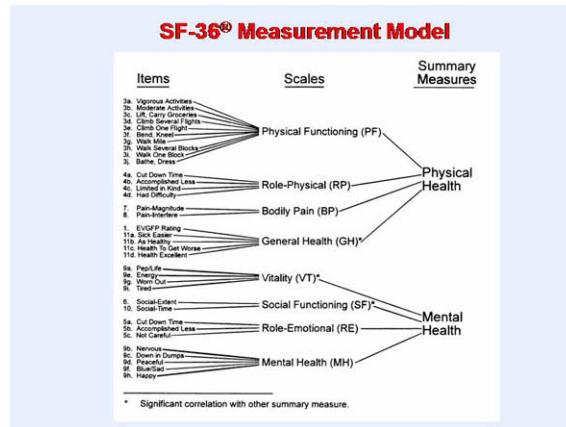 SF-36® Measurement Model
Items
Scales
Summary
Measures
3a. Vigorous Activities
3b. Moderate Activities
3c. Lift, Carry Groceries
3d. Climb Several Flights
3e. Climb One Flight
3f. Bend, Kneel
3g. Walk Mile
3h. Walk Several Blocks
3i. Walk One Block
3j. Bathe, Dress
Physical Functioning (PF)
4a. Cut Down Time
4b. Accomplished Less
4c. Limited in Kind
4d. Had Difficulty
Role-Physical (RP)
Physical
Health
7. Pain-Magnitude
8. Pain-Interfere
Bodily Pain (BP)
1. EVGFP Rating
11a. Sick Easier
11b. As Healthy
11c. Health To Get Worse
11d. Health Excellent
General Health (GH)*
9a. Pep/Life
9e. Energy
9g. Worn Out
9i. Tired
Vitality (VT)*
6. Social-Extent
10. Social-Time
Social Functioning (SF)*
Mental
Health
5a. Cut Down Time
5b. Accomplished Less
5c. Not Careful
Role-Emotional (RE)
9b. Nervous
9c. Down in Dumps
9d. Peaceful
9f. Blue/Sad
9h. Happy
Mental Health (MH)
* Significant correlation with other summary measure.